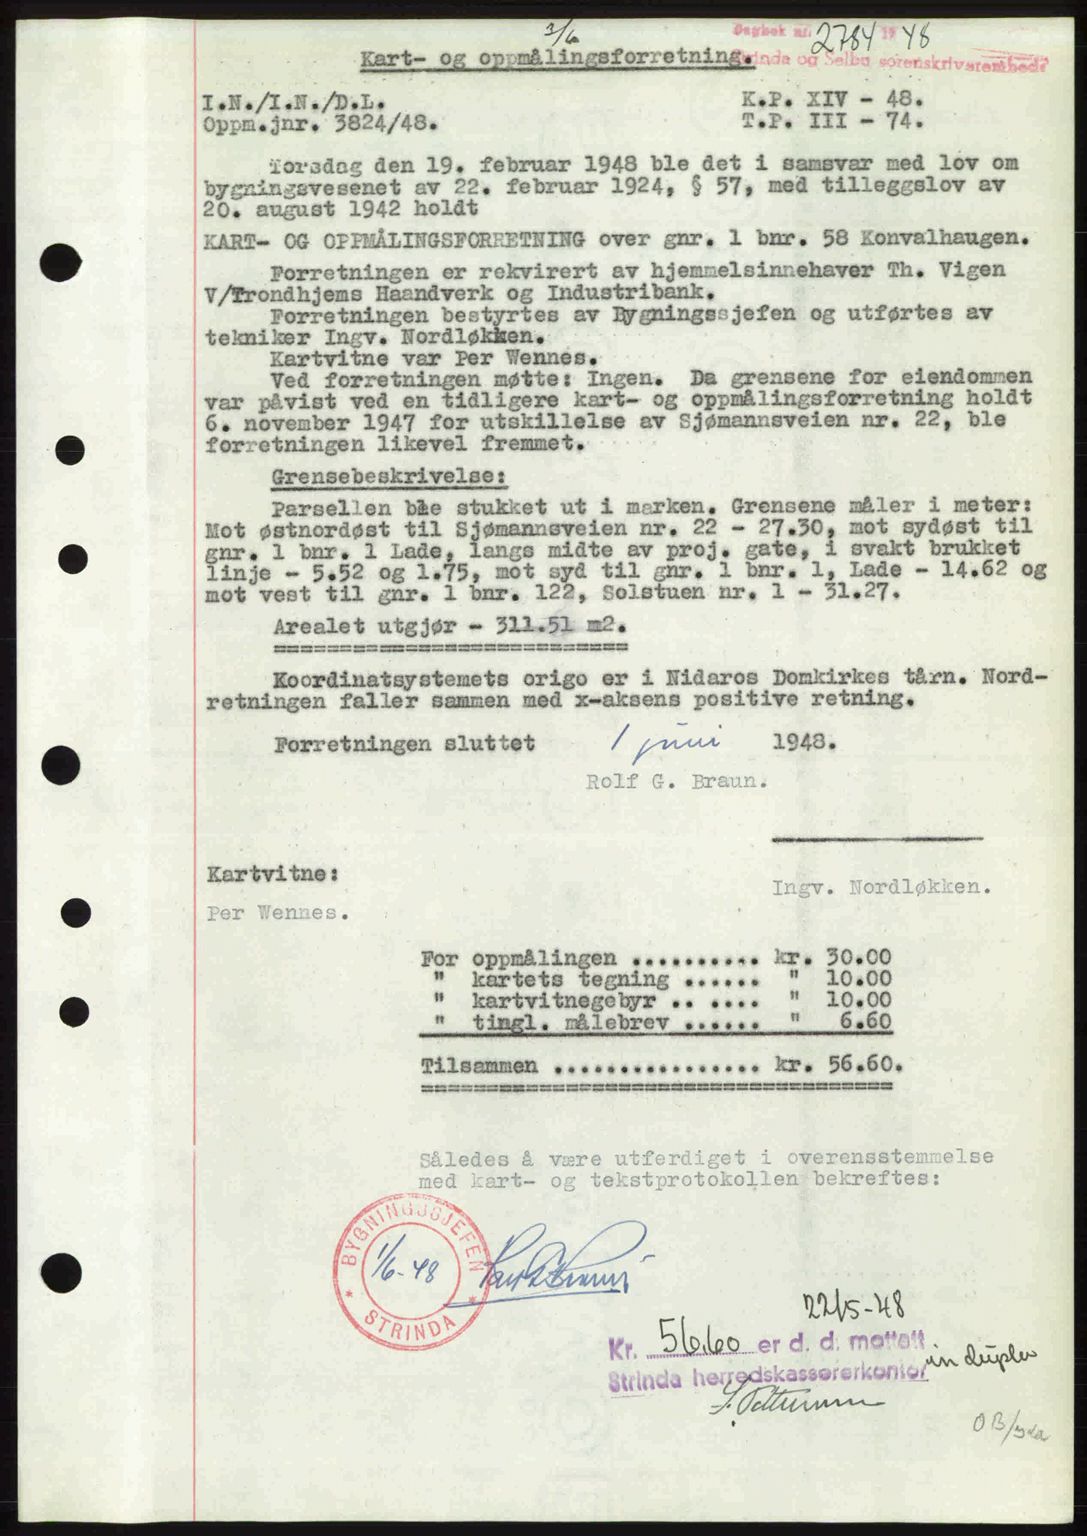 3/6
Dagbok nr. 2784 1948
Kart- og oppmålingsforretning.
Strinda og Selbu sorenskriverembede
I.N./I.N./D.L.
K.P. XIV - 48.
Oppm.jnr. 3824/48.
T.P. III - 74.
Torsdag den 19. februar 1948 ble det i samsvar med lov om
bygningsvesenet av 22. februar 1924, § 57, med tilleggslov av
20. august 1942 holdt
KART- OG OPPMÅLINGSFORRETNING over gnr. 1 bnr. 58 Konvalhaugen.
Forretningen er rekvirert av hjemmelsinnehaver Th. Vigen
V/Trondhjems Haandverk og Industribank.
Forretningen bestyrtes av Bygningssjefen og utførtes av
tekniker Ingv. Nordløkken.
Kartvitne var Per Wennes.
Ved forretningen møtte: Ingen. Da grensene for eiendommen
var påvist ved en tidligere kart- og oppmålingsforretning holdt
6. november 1947 for utskillelse av Sjømannsveien nr. 22, ble
forretningen likevel fremmet.
Grensebeskrivelse:
Parsellen ble stukket ut i marken. Grensene måler i meter:
Mot østnordøst til Sjømannsveien nr. 22 - 27.30, mot sydøst til
gnr. 1 bnr. 1 Lade, langs midte av proj. gate, i svakt brukket
linje - 5.52 og 1.75, mot syd til gnr. 1 bnr. 1, Lade - 14.62 og
mot vest til gnr. 1 bnr. 122, Solstuen nr. 1 - 31.27.
Arealet utgjør - 311.51 m2.
===========================
Koordinatsystemets origo er i Nidaros Domkirkes tårn. Nord-
retningen faller sammen med x-aksens positive retning.
Forretningen sluttet 1 juni 1948.
Rolf G. Braun.
Kartvitne:
Ingv. Nordløkken.
Per Wennes.
For oppmålingen .......... kr. 30.00
" kartets tegning ...... " 10.00
" kartvitnegebyr .. .... " 10.00
" tingl. målebrev ...... " 6.60
Tilsammen ................ kr. 56.60.
====================================
Således å være utferdiget i overensstemmelse
med kart- og tekstprotokollen bekreftes:
BYGNINGSSJEFEN
1/6-48
* STRINDA *
22/5-48
Kr. 56.60 er d. d. mottatt
Strinda herredskassererkontor